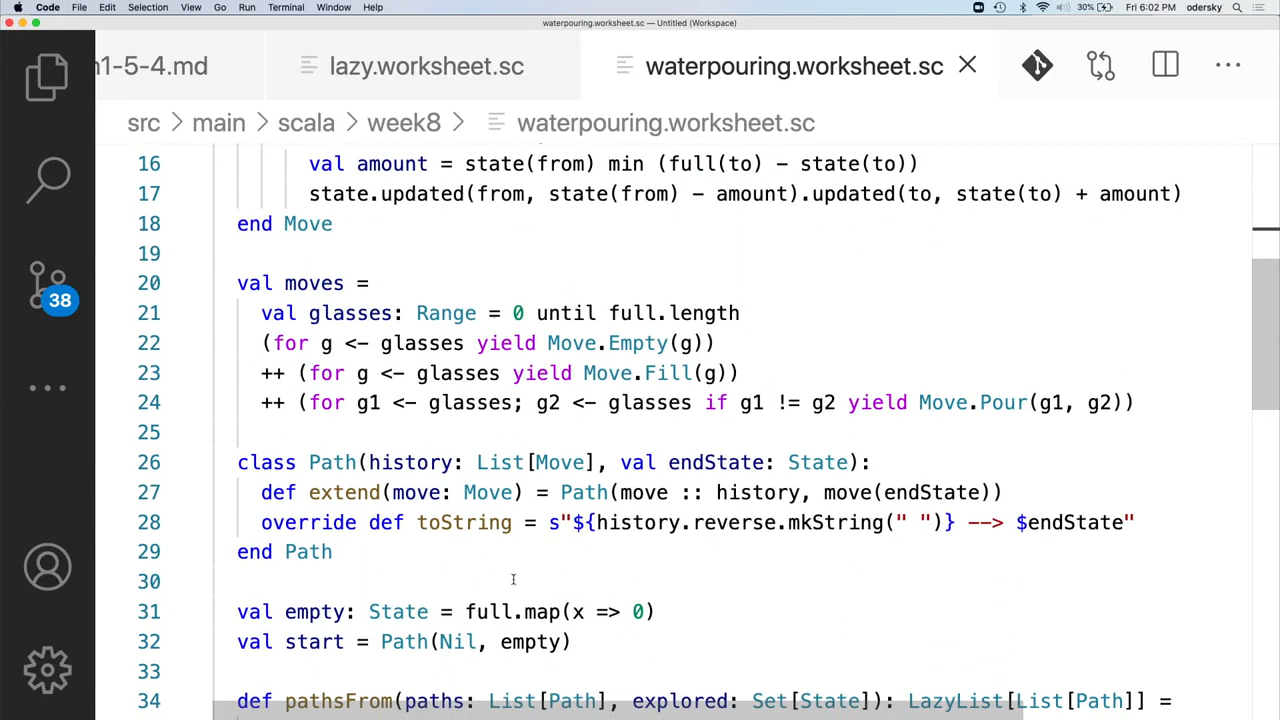 Code File Edit Selection View Go Run Terminal Window Help 30% Fri 6:02 PM odersky
waterpouring.worksheet.sc — Untitled (Workspace)
n1-5-4.md lazy.worksheet.sc waterpouring.worksheet.sc
src > main > scala > week8 > waterpouring.worksheet.sc
16 val amount = state(from) min (full(to) - state(to))
17 state.updated(from, state(from) - amount).updated(to, state(to) + amount)
18 end Move
19
20 val moves =
21 val glasses: Range = 0 until full.length
22 (for g <- glasses yield Move.Empty(g))
23 ++ (for g <- glasses yield Move.Fill(g))
24 ++ (for g1 <- glasses; g2 <- glasses if g1 != g2 yield Move.Pour(g1, g2))
25
26 class Path(history: List[Move], val endState: State):
27 def extend(move: Move) = Path(move :: history, move(endState))
28 override def toString = s"${history.reverse.mkString(" ")} --> $endState"
29 end Path
30
31 val empty: State = full.map(x => 0)
32 val start = Path(Nil, empty)
33
34 def pathsFrom(paths: List[Path], explored: Set[State]): LazyList[List[Path]] =
38